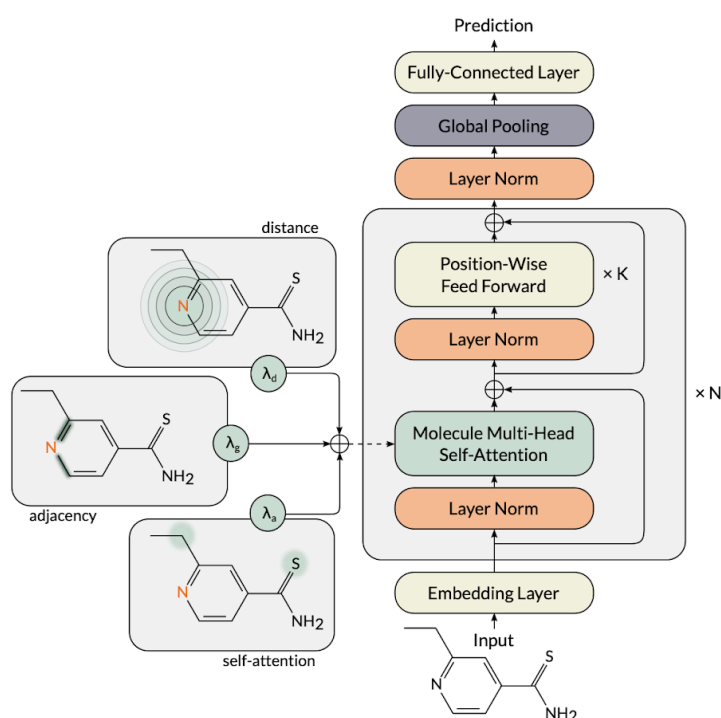 Prediction
Fully-Connected Layer
Global Pooling
Layer Norm
distance
S
N
NH2
λd
Position-Wise
Feed Forward
× K
Layer Norm
× N
S
N
NH2
λg
adjacency
Molecule Multi-Head
Self-Attention
λa
Layer Norm
S
N
NH2
self-attention
Embedding Layer
Input
S
N
NH2